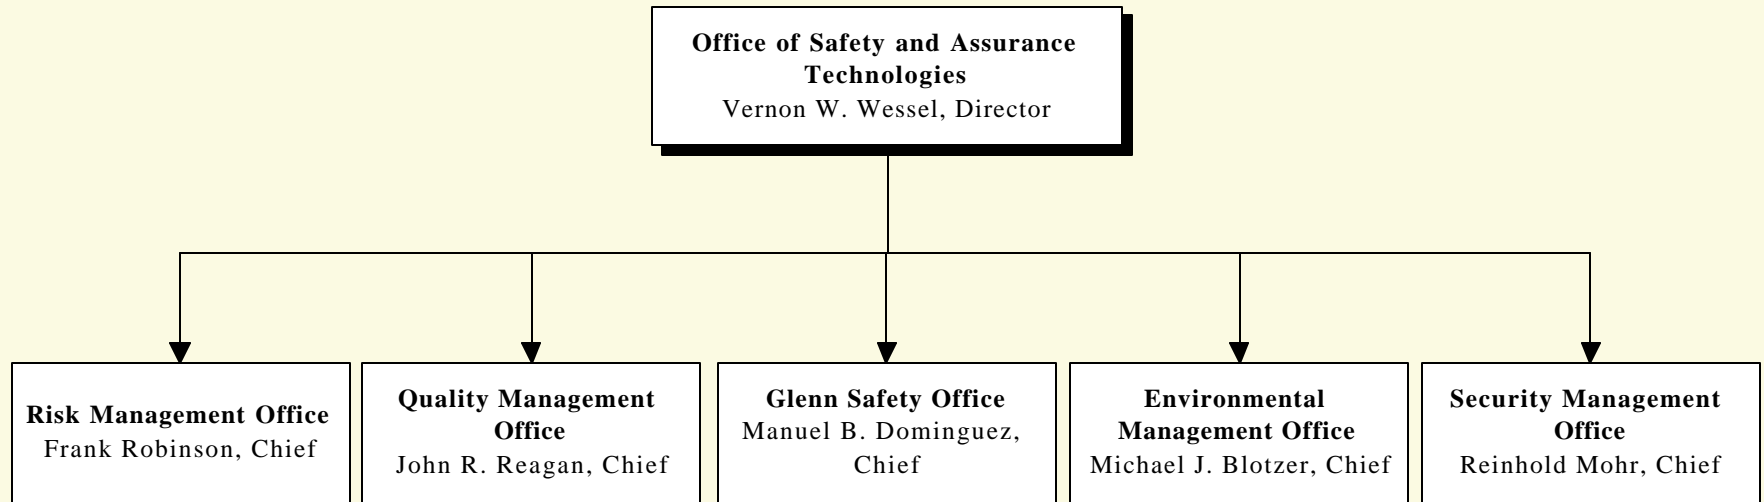 Office of Safety and Assurance
Technologies
Vernon W. Wessel, Director
Risk Management Office
Frank Robinson, Chief
Quality Management
Office
John R. Reagan, Chief
Glenn Safety Office
Manuel B. Dominguez,
Chief
Environmental
Management Office
Michael J. Blotzer, Chief
Security Management
Office
Reinhold Mohr, Chief